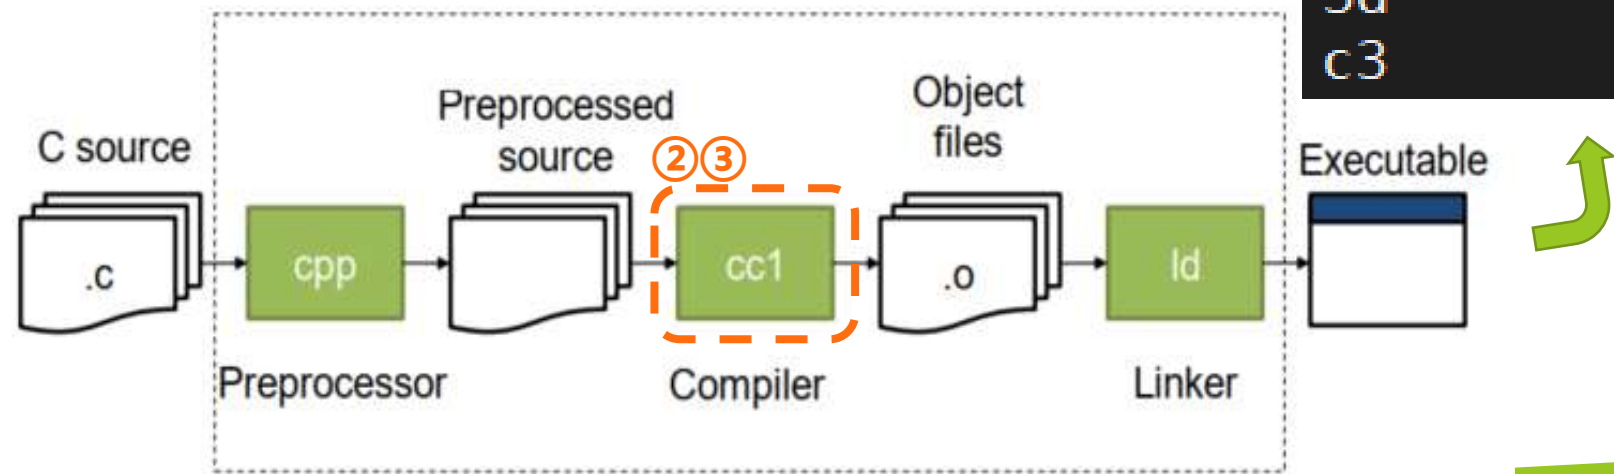 c3
C source
Preprocessed
source
②③
Object
files
Executable
.c
cpp
cc1
.o
ld
Preprocessor
Compiler
Linker